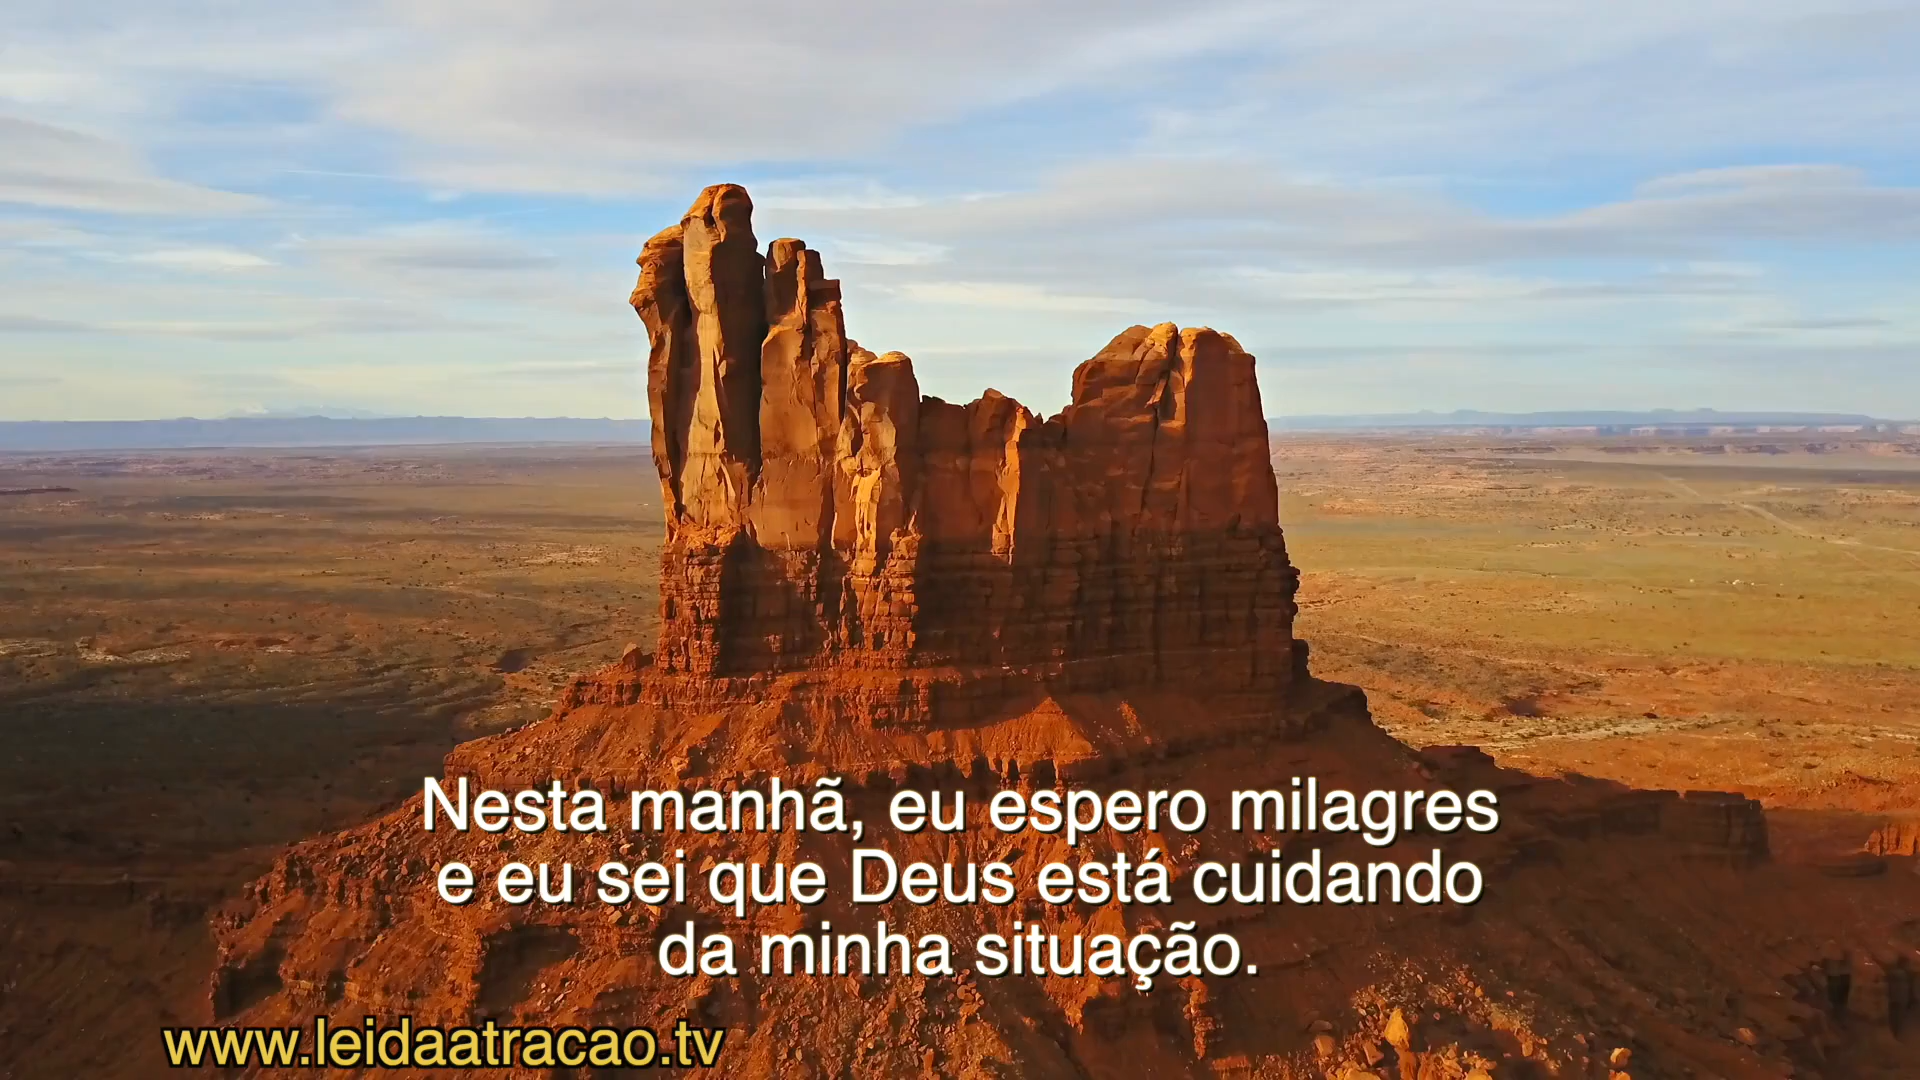 Nesta manhã, eu espero milagres
e eu sei que Deus está cuidando
da minha situação.
www.leidaatracao.tv